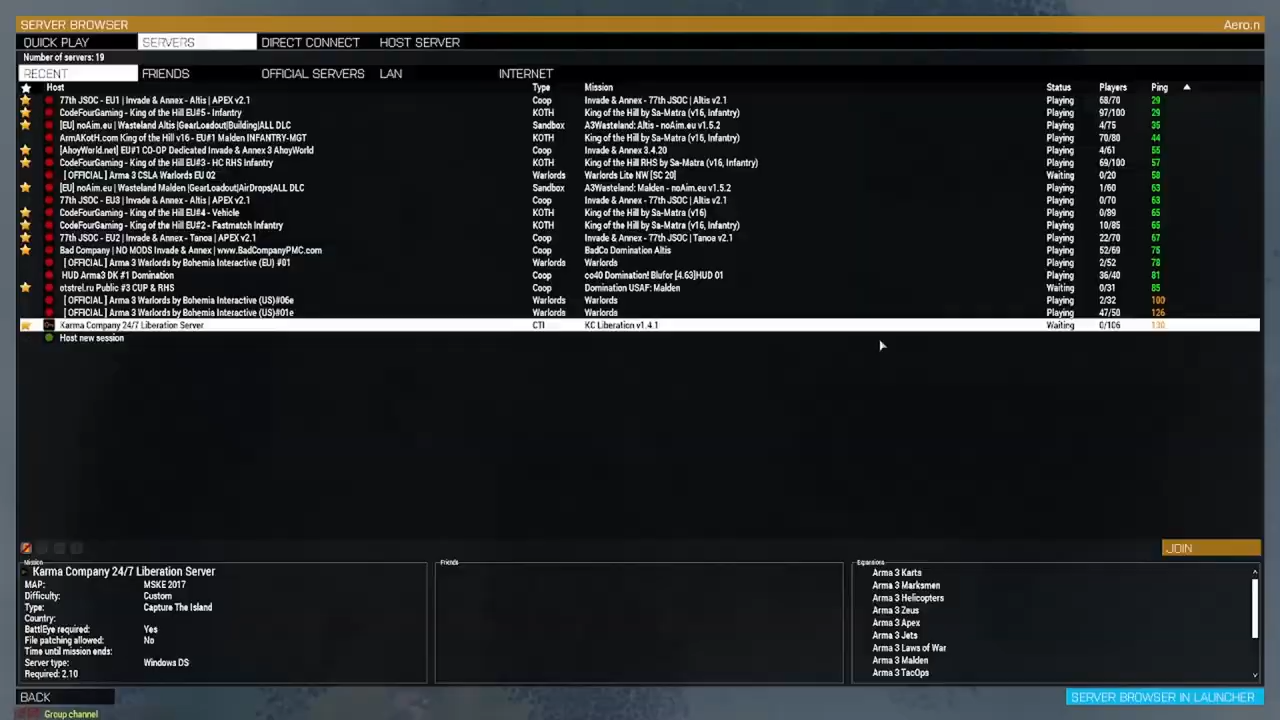 SERVER BROWSER Aero.n
QUICK PLAY SERVERS DIRECT CONNECT HOST SERVER
Number of servers: 19
RECENT FRIENDS OFFICIAL SERVERS LAN INTERNET
Host Type Mission Status Players Ping
77th JSOC - EU1 | Invade & Annex - Altis | APEX v2.1 Coop Invade & Annex - 77th JSOC | Altis v2.1 Playing 68/70 29
CodeFourGaming - King of the Hill EU#5 - Infantry KOTH King of the Hill by Sa-Matra (v16, Infantry) Playing 97/100 29
[EU] noAim.eu | Wasteland Altis |GearLoadout|Building|ALL DLC Sandbox A3Wasteland: Altis - noAim.eu v1.5.2 Playing 4/75 35
ArmAKotH.com King of the Hill v16 - EU#1 Malden INFANTRY-MGT KOTH King of the Hill by Sa-Matra (v16, Infantry) Playing 70/80 44
[AhoyWorld.net] EU#1 CO-OP Dedicated Invade & Annex 3 AhoyWorld Coop Invade & Annex 3.4.20 Playing 4/61 55
CodeFourGaming - King of the Hill EU#3 - HC RHS Infantry KOTH King of the Hill RHS by Sa-Matra (v16, Infantry) Playing 69/100 57
[ OFFICIAL ] Arma 3 CSLA Warlords EU 02 Warlords Warlords Lite NW [SC 20] Waiting 0/20 58
[EU] noAim.eu | Wasteland Malden |GearLoadout|AirDrops|ALL DLC Sandbox A3Wasteland: Malden - noAim.eu v1.5.2 Playing 1/60 63
77th JSOC - EU3 | Invade & Annex - Altis | APEX v2.1 Coop Invade & Annex - 77th JSOC | Altis v2.1 Playing 0/70 63
CodeFourGaming - King of the Hill EU#4 - Vehicle KOTH King of the Hill by Sa-Matra (v16) Playing 0/89 65
CodeFourGaming - King of the Hill EU#2 - Fastmatch Infantry KOTH King of the Hill by Sa-Matra (v16, Infantry) Playing 10/85 65
77th JSOC - EU2 | Invade & Annex - Tanoa | APEX v2.1 Coop Invade & Annex - 77th JSOC | Tanoa v2.1 Playing 22/70 67
Bad Company | NO MODS Invade & Annex | www.BadCompanyPMC.com Coop BadCo Domination Altis Playing 52/69 75
[ OFFICIAL ] Arma 3 Warlords by Bohemia Interactive (EU) #01 Warlords Warlords Playing 2/52 78
HUD Arma3 DK #1 Domination Coop co40 Domination! Blufor [4.63]HUD 01 Playing 36/40 81
otstrel.ru Public #3 CUP & RHS Coop Domination USAF: Malden Waiting 0/31 85
[ OFFICIAL ] Arma 3 Warlords by Bohemia Interactive (US)#06e Warlords Warlords Playing 2/32 100
[ OFFICIAL ] Arma 3 Warlords by Bohemia Interactive (US)#01e Warlords Warlords Playing 47/50 126
Karma Company 24/7 Liberation Server CTI KC Liberation v1.4.1 Waiting 0/106 130
Host new session
JOIN
Mission Friends Expansions
Karma Company 24/7 Liberation Server Arma 3 Karts
MAP: MSKE 2017 Arma 3 Marksmen
Difficulty: Custom Arma 3 Helicopters
Type: Capture The Island Arma 3 Zeus
Country: Arma 3 Apex
BattlEye required: Yes Arma 3 Jets
File patching allowed: No Arma 3 Laws of War
Time until mission ends: Arma 3 Malden
Server type: Windows DS Arma 3 TacOps
Required: 2.10
BACK SERVER BROWSER IN LAUNCHER
Group channel